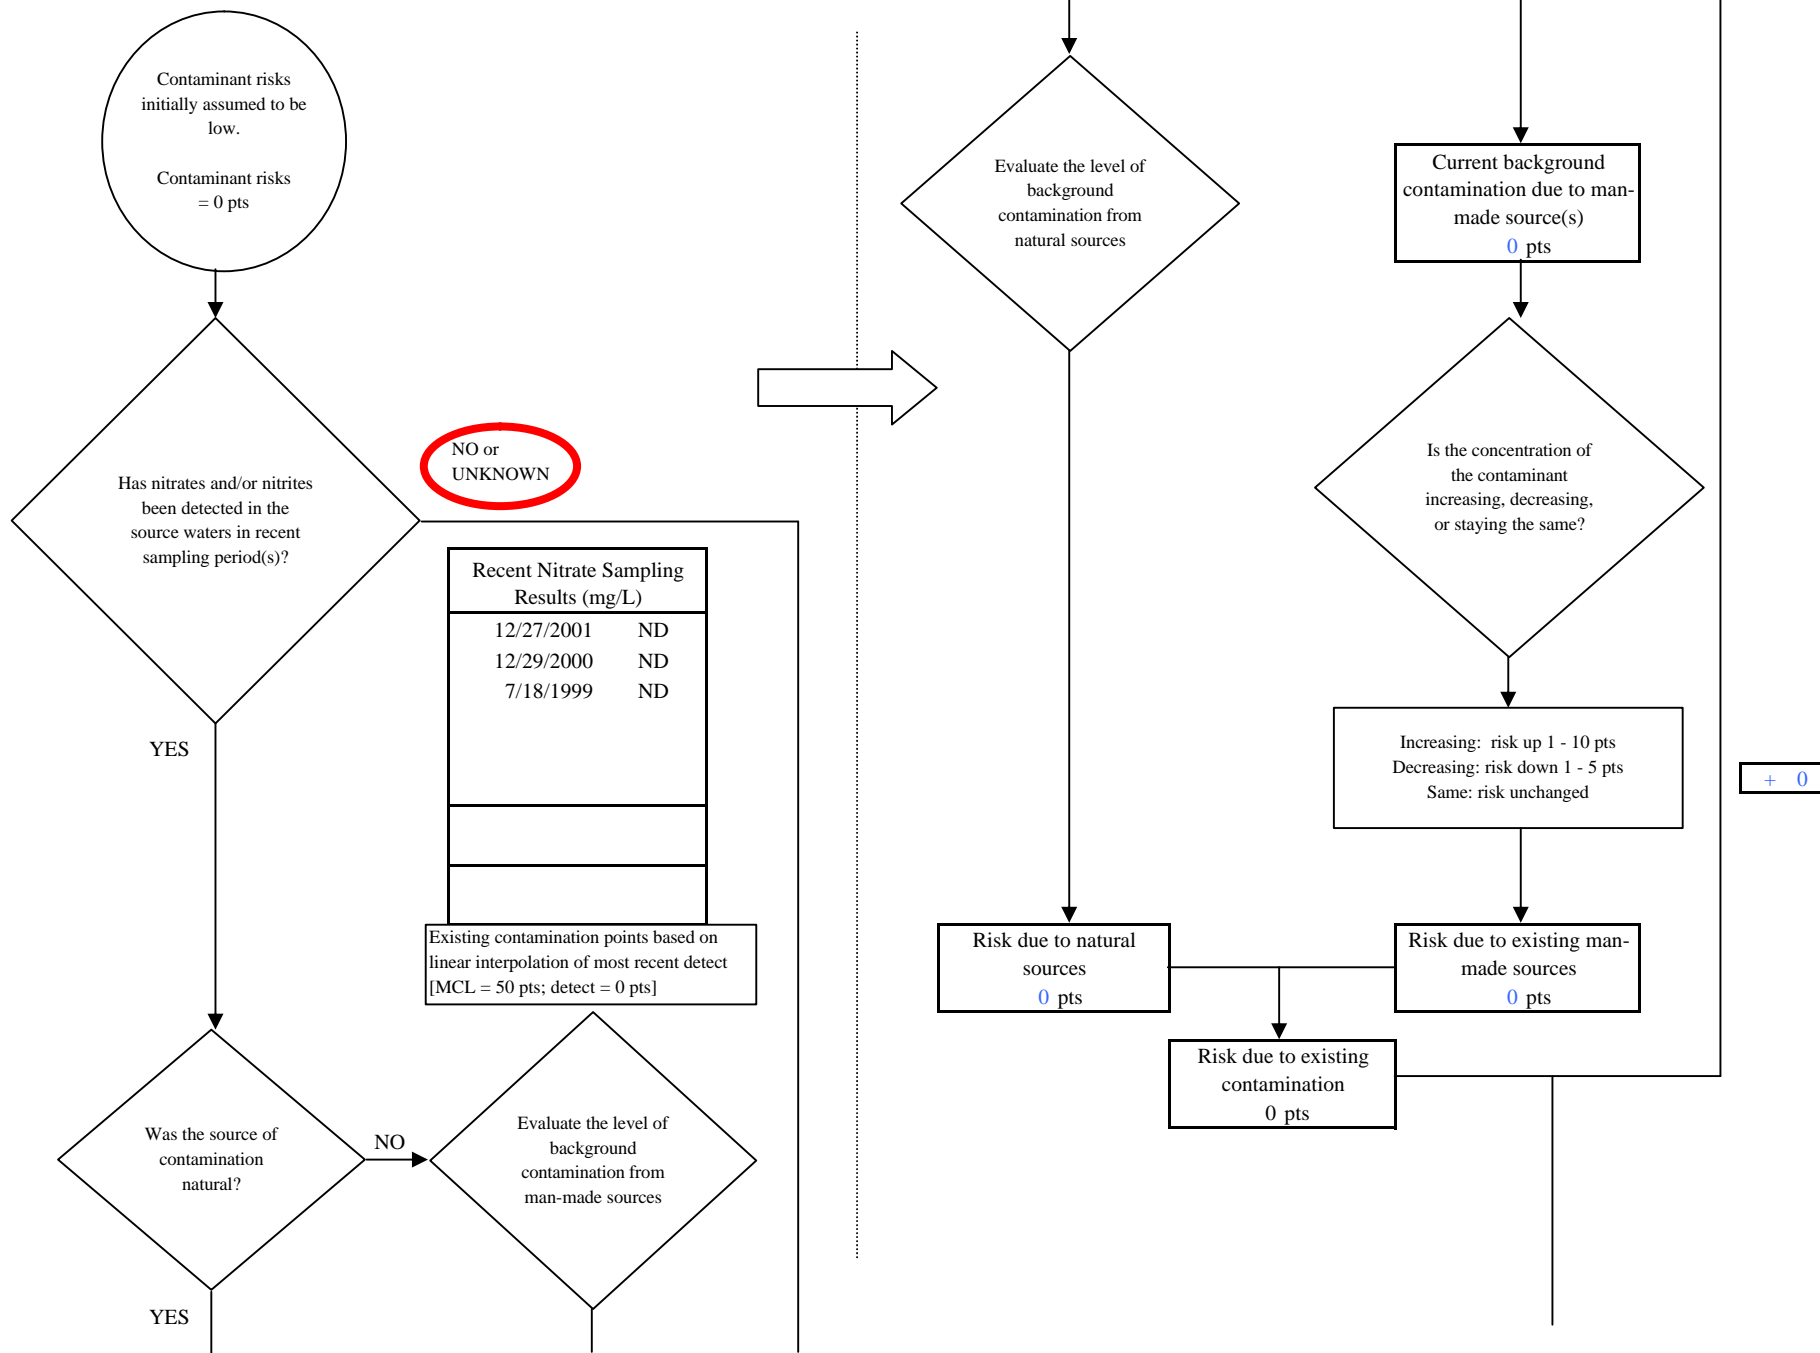 Contaminant risks
initially assumed to be
low.
Contaminant risks
= 0 pts
Has nitrates and/or nitrites
been detected in the
source waters in recent
sampling period(s)?
NO or
UNKNOWN
YES
Recent Nitrate Sampling
Results (mg/L)
12/27/2001 ND
12/29/2000 ND
7/18/1999 ND
Existing contamination points based on
linear interpolation of most recent detect
[MCL = 50 pts; detect = 0 pts]
Was the source of
contamination
natural?
NO
YES
Evaluate the level of
background
contamination from
man-made sources
Evaluate the level of
background
contamination from
natural sources
Current background
contamination due to man-
made source(s)
0 pts
Is the concentration of
the contaminant
increasing, decreasing,
or staying the same?
Increasing: risk up 1 - 10 pts
Decreasing: risk down 1 - 5 pts
Same: risk unchanged
+ 0
Risk due to natural
sources
0 pts
Risk due to existing man-
made sources
0 pts
Risk due to existing
contamination
0 pts